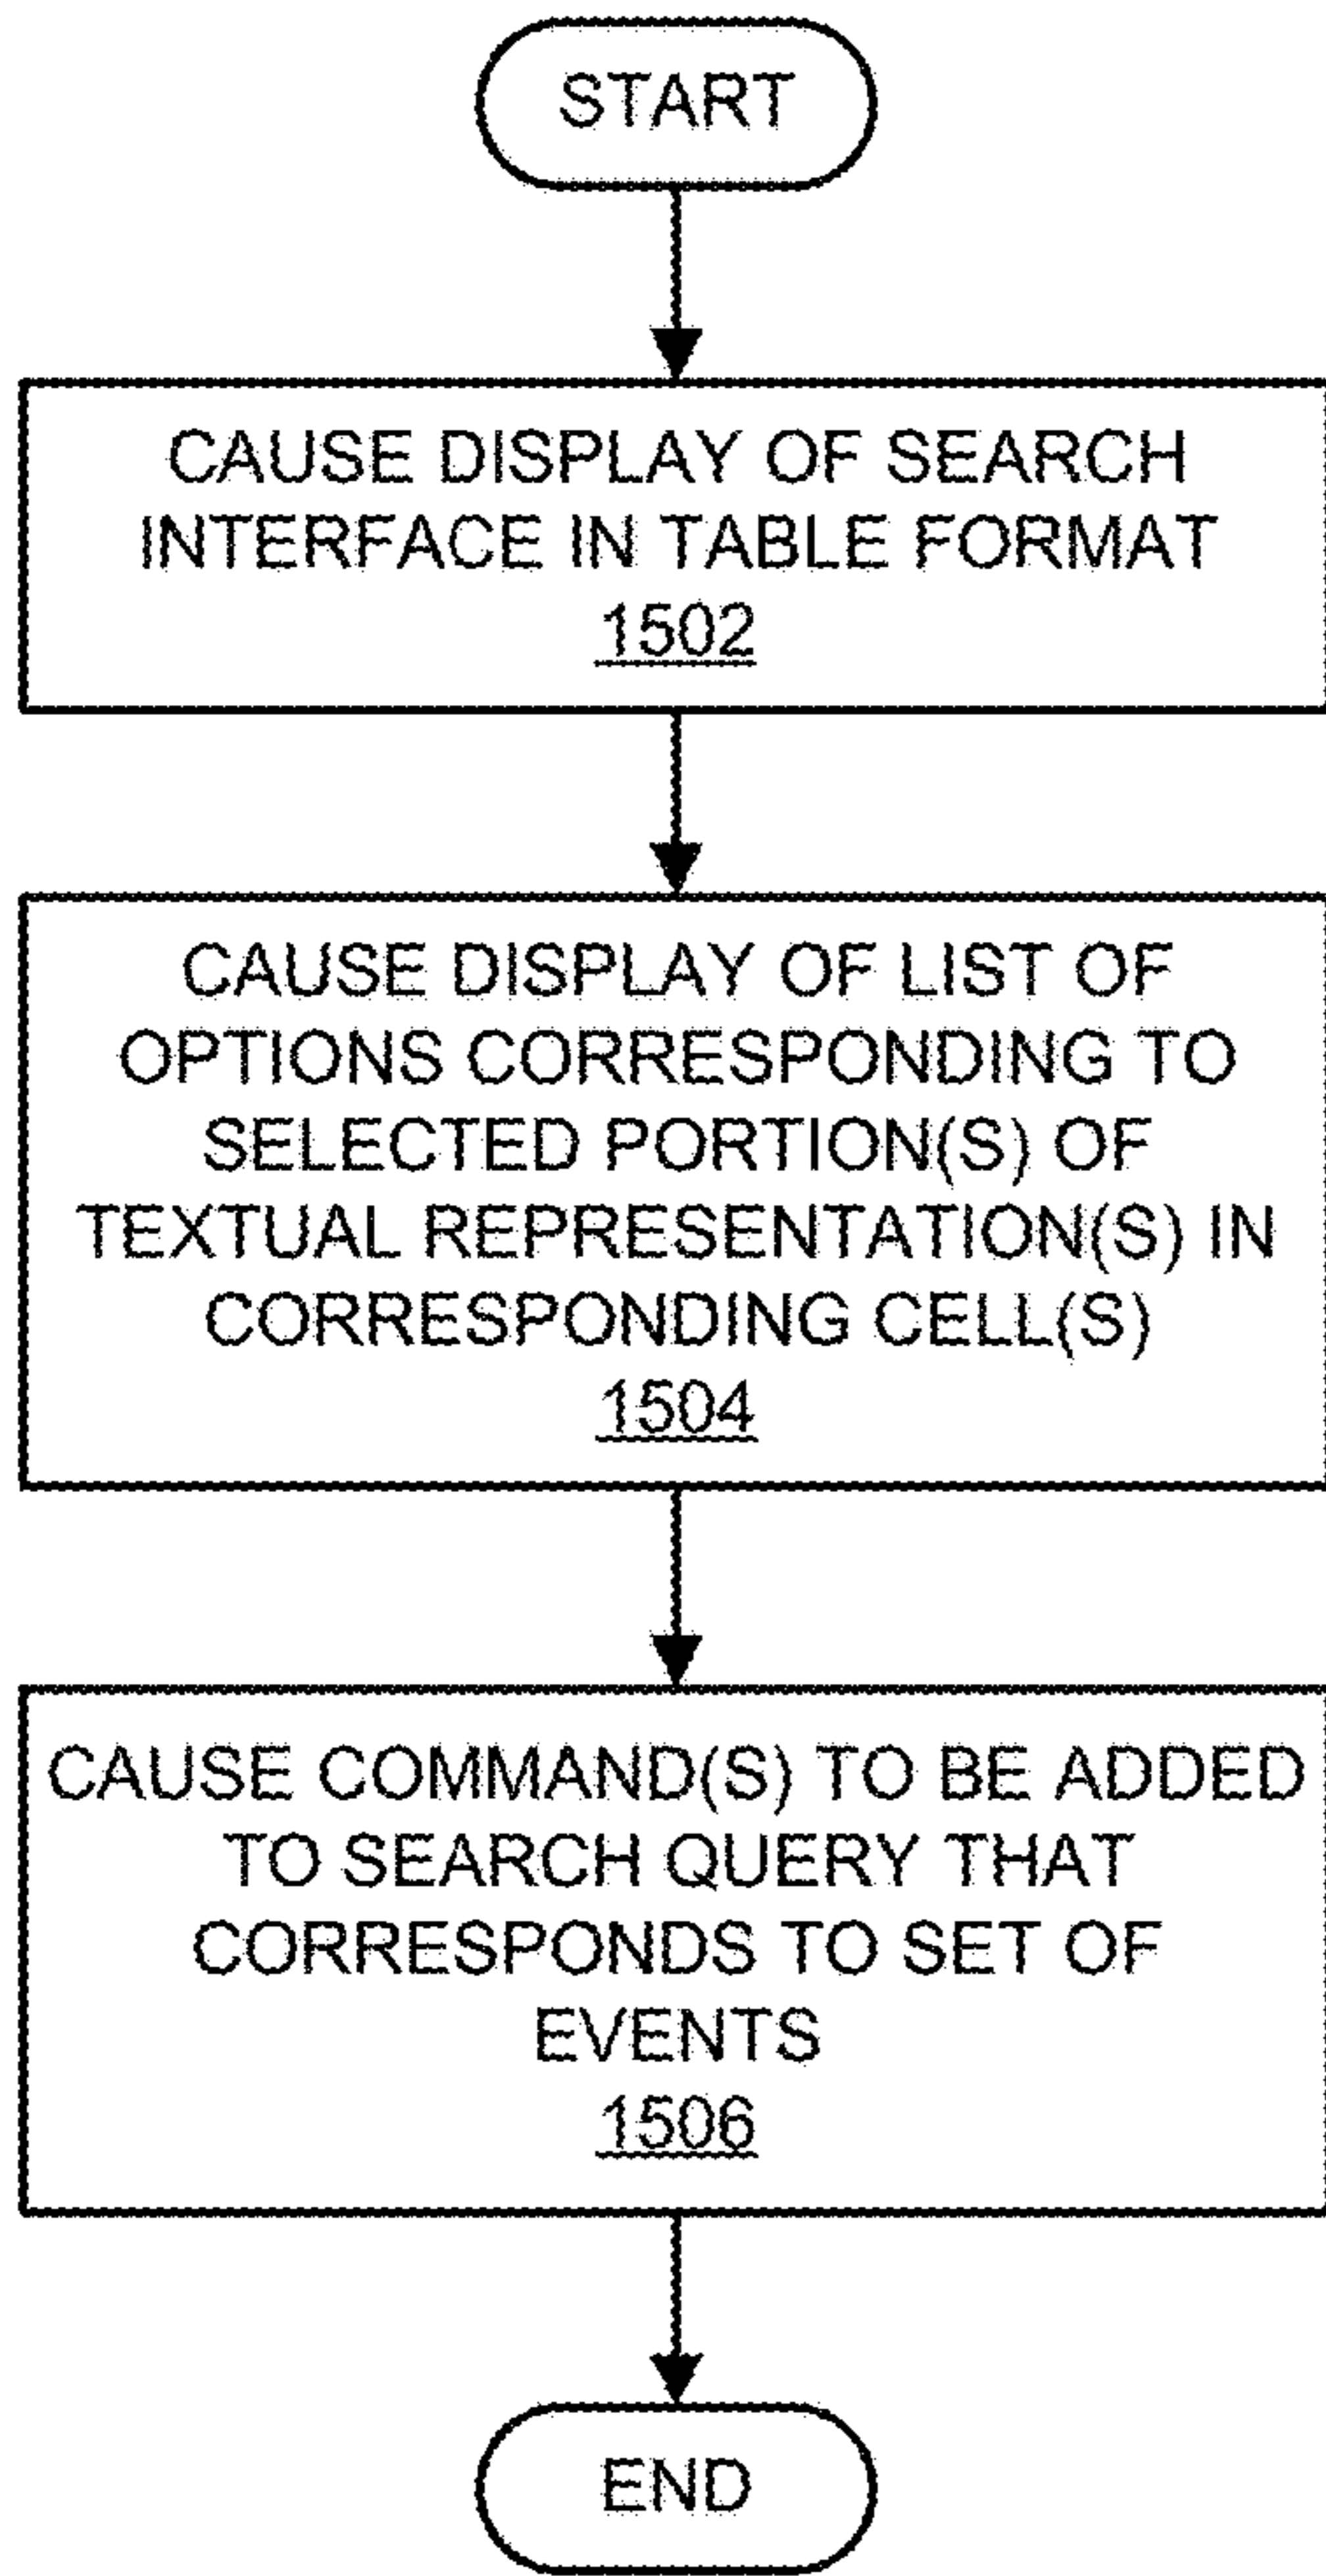 START
CAUSE DISPLAY OF SEARCH
INTERFACE IN TABLE FORMAT
1502
CAUSE DISPLAY OF LIST OF
OPTIONS CORRESPONDING TO
SELECTED PORTION(S) OF
TEXTUAL REPRESENTATION(S) IN
CORRESPONDING CELL(S)
1504
CAUSE COMMAND(S) TO BE ADDED
TO SEARCH QUERY THAT
CORRESPONDS TO SET OF
EVENTS
1506
END